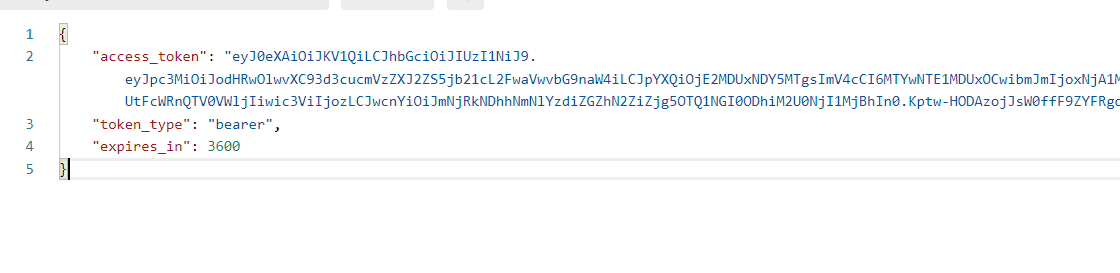 1 {
2 "access_token": "eyJ0eXAiOiJKV1QiLCJhbGciOiJIUzI1NiJ9.
eyJpc3MiOiJodHRwOlwvXC93d3cucmVzZXJ2ZS5jb21cL2FwaVwvbG9naW4iLCJpYXQiOjE2MDUxNDY5MTgsImV4cCI6MTYwNTE1MDUxOCwibmJmIjoxNjA1M
UtFcWRnQTV0VWljIiwic3ViIjozLCJwcnYiOiJmNjRkNDhhNmNlYzdiZGZhN2ZiZjg5OTQ1NGI0ODhiM2U0NjI1MjBhIn0.Kptw-HODAzojJsW0ffF9ZYFRgc
3 "token_type": "bearer",
4 "expires_in": 3600
5 }